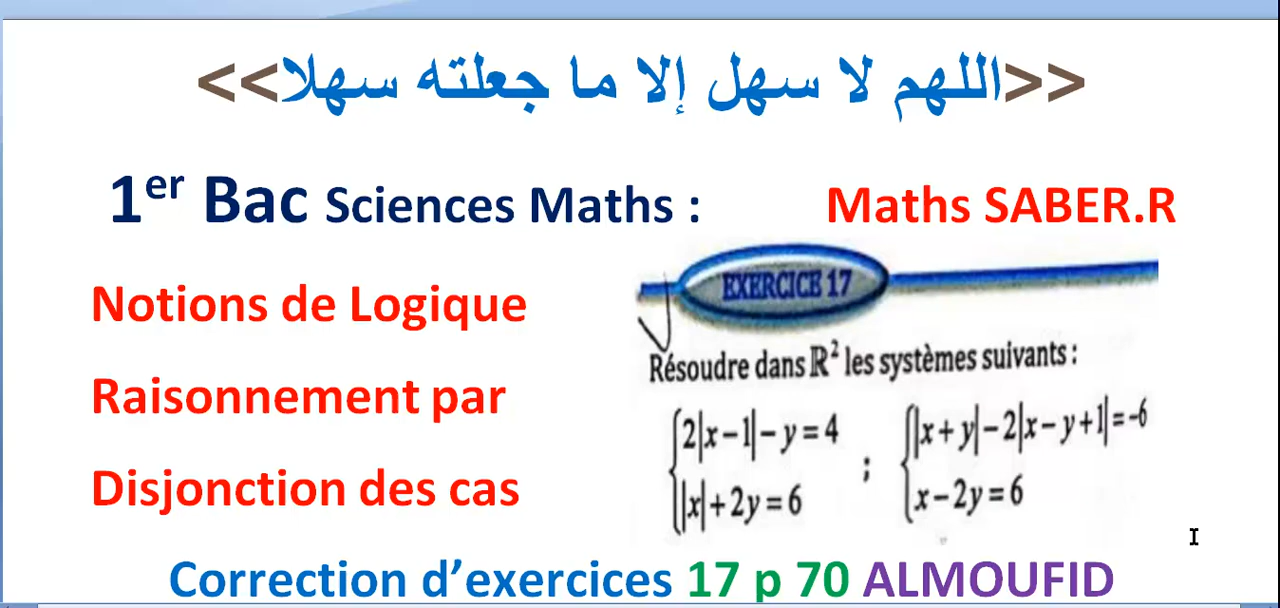 >>اللهم لا سهل إلا ما جعلته سهلا<<
1er Bac Sciences Maths : Maths SABER.R
Notions de Logique
Raisonnement par
Disjonction des cas
EXERCICE 17
Résoudre dans ℝ² les systèmes suivants :
{2|x−1|−y=4 ; {|x+y|−2|x−y+1|=−6
{|x|+2y=6 {x−2y=6
Correction d’exercices 17 p 70 ALMOUFID